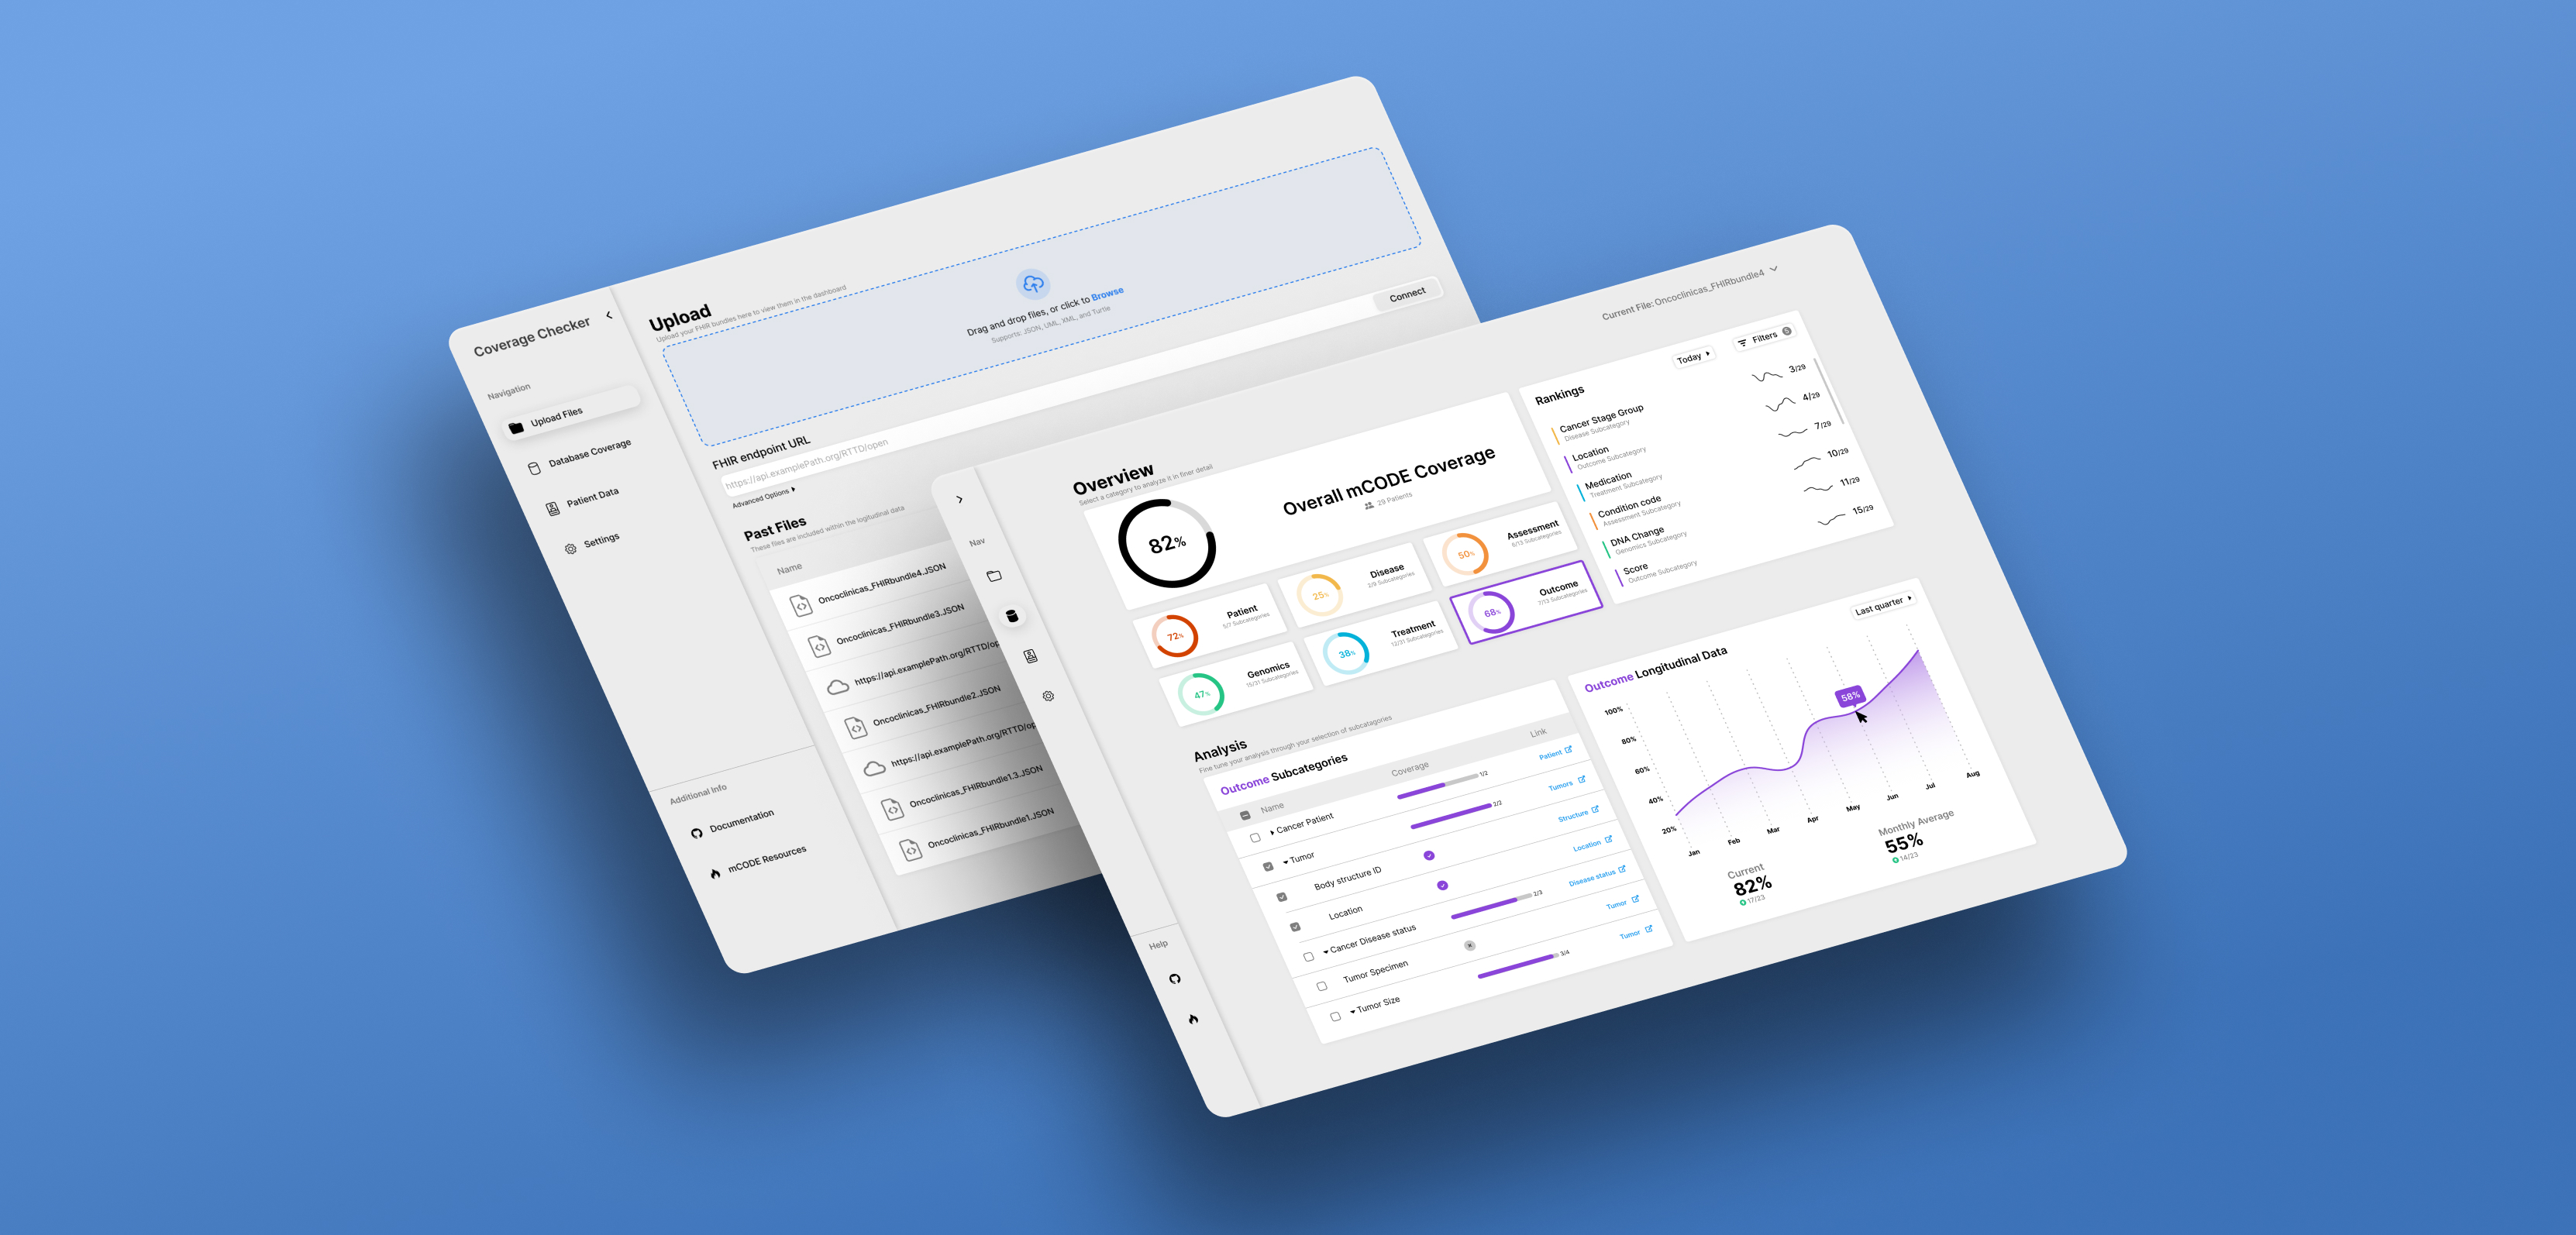 Coverage Checker
Navigation
Upload Files
Database Coverage
Patient Data
Settings
Additional Info
Documentation
mCODE Resources
Upload
Upload your FHIR bundles here to view them in the dashboard
Drag and drop files, or click to Browse
Supports: JSON, UML, XML, and Turtle
FHIR endpoint URL
https://api.examplePath.org/RTTD/open
Connect
Advanced Options
Past Files
These files are included within the logitudinal data
Name
Oncoclinicas_FHIRbundle4.JSON
Oncoclinicas_FHIRbundle3.JSON
https://api.examplePath.org/RTTD/op
Oncoclinicas_FHIRbundle2.JSON
https://api.examplePath.org/RTTD/op
Oncoclinicas_FHIRbundle1.3.JSON
Oncoclinicas_FHIRbundle1.JSON
Nav
Help
Current File: Oncoclinicas_FHIRbundle4
Overview
Select a category to analyze it in finer detail
82%
Overall mCODE Coverage
29 Patients
72%
Patient
5/7 Subcategories
25%
Disease
2/9 Subcategories
50%
Assessment
6/13 Subcategories
47%
Genomics
15/31 Subcategories
38%
Treatment
12/31 Subcategories
68%
Outcome
7/13 Subcategories
Rankings
Today
Filters
Cancer Stage Group
Disease Subcategory
3/29
Location
Outcome Subcategory
4/29
Medication
Treatment Subcategory
7/29
Condition code
Assessment Subcategory
10/29
DNA Change
Genomics Subcategory
11/29
Score
Outcome Subcategory
15/29
Analysis
Fine tune your analysis through your selection of subcatagories
Outcome Subcategories
Name Coverage Link
Cancer Patient 1/2 Patient
Tumor 2/2 Tumors
Body structure ID Structure
Location Location
Cancer Disease status 2/3 Disease status
Tumor Specimen Tumor
Tumor Size 3/4 Tumor
Outcome Longitudinal Data
Last quarter
100%
80%
60%
40%
20%
58%
Jan Feb Mar Apr May Jun Jul Aug
Current
82%
17/23
Monthly Average
55%
14/23